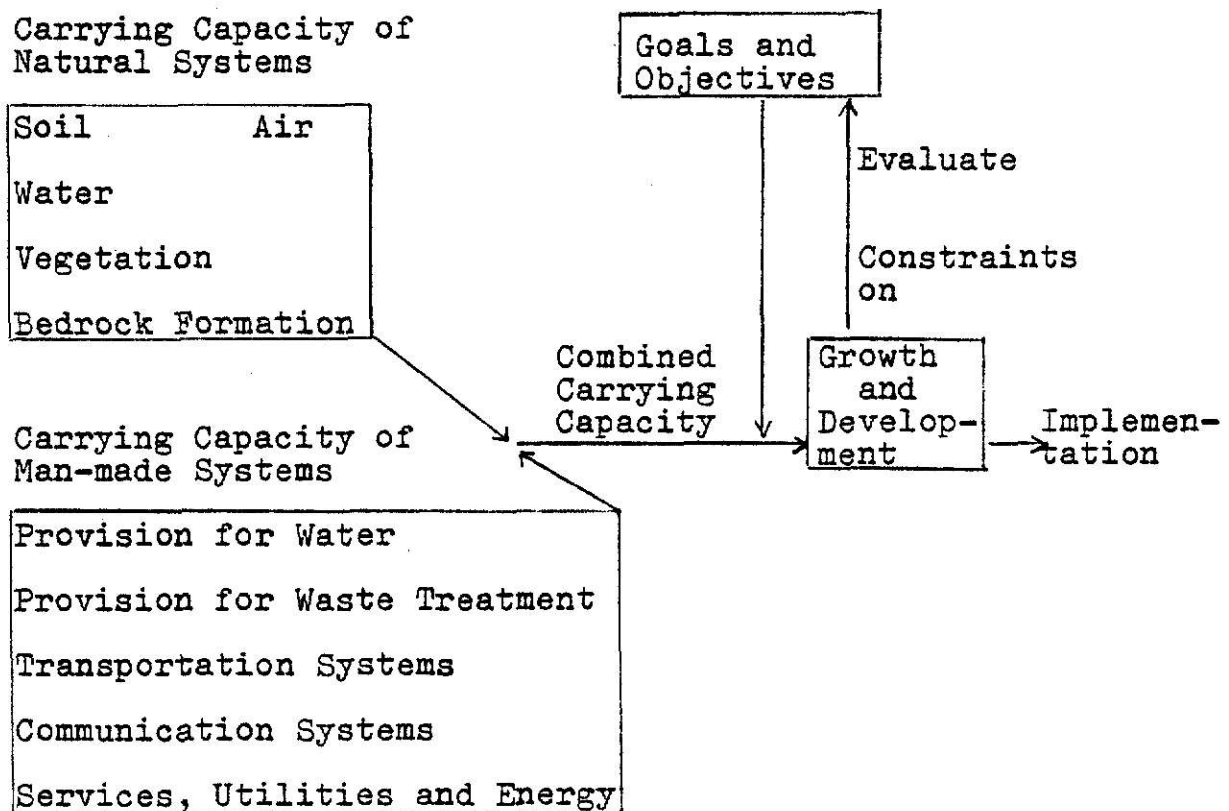 Carrying Capacity of
Natural Systems
Soil Air
Water
Vegetation
Bedrock Formation
Carrying Capacity of
Man-made Systems
Provision for Water
Provision for Waste Treatment
Transportation Systems
Communication Systems
Services, Utilities and Energy
Combined
Carrying
Capacity
Goals and
Objectives
Evaluate
Constraints
on
Growth
and
Develop-
ment
Implemen-
tation